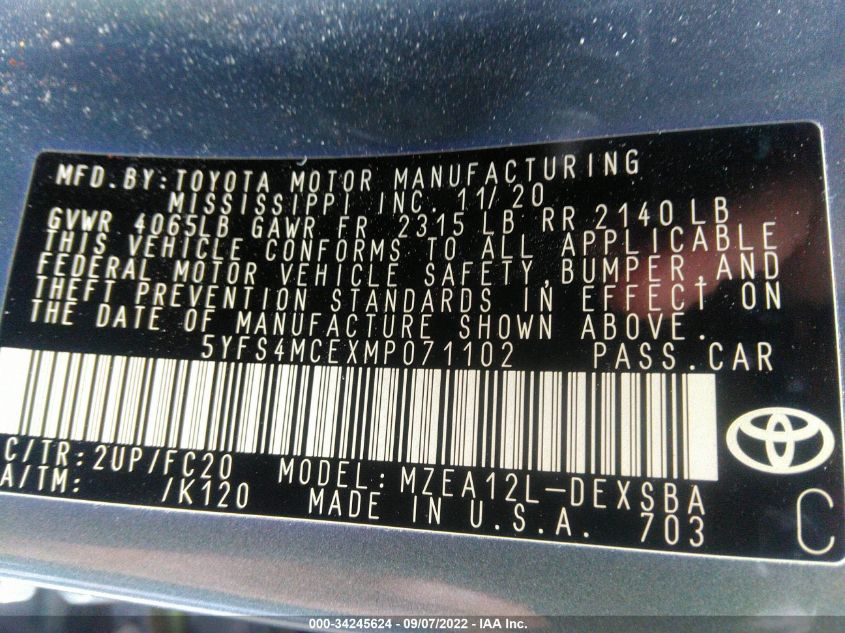 MFD. BY: TOYOTA MOTOR MANUFACTURING
MISSISSIPPI INC. 11/20
GVWR 4065LB GAWR FR 2315 LB RR 2140LB
THIS VEHICLE CONFORMS TO ALL APPLICABLE
FEDERAL MOTOR VEHICLE SAFETY, BUMPER, AND
THEFT PREVENTION STANDARDS IN EFFECT ON
THE DATE OF MANUFACTURE SHOWN ABOVE.
5YFS4MCEXMP071102 PASS. CAR
C/TR: 2UP/FC20 MODEL: MZEA12L-DEXSBA
A/TM: /K120 MADE IN U.S.A. 703
C
000-34245624 - 09/07/2022 - IAA Inc.